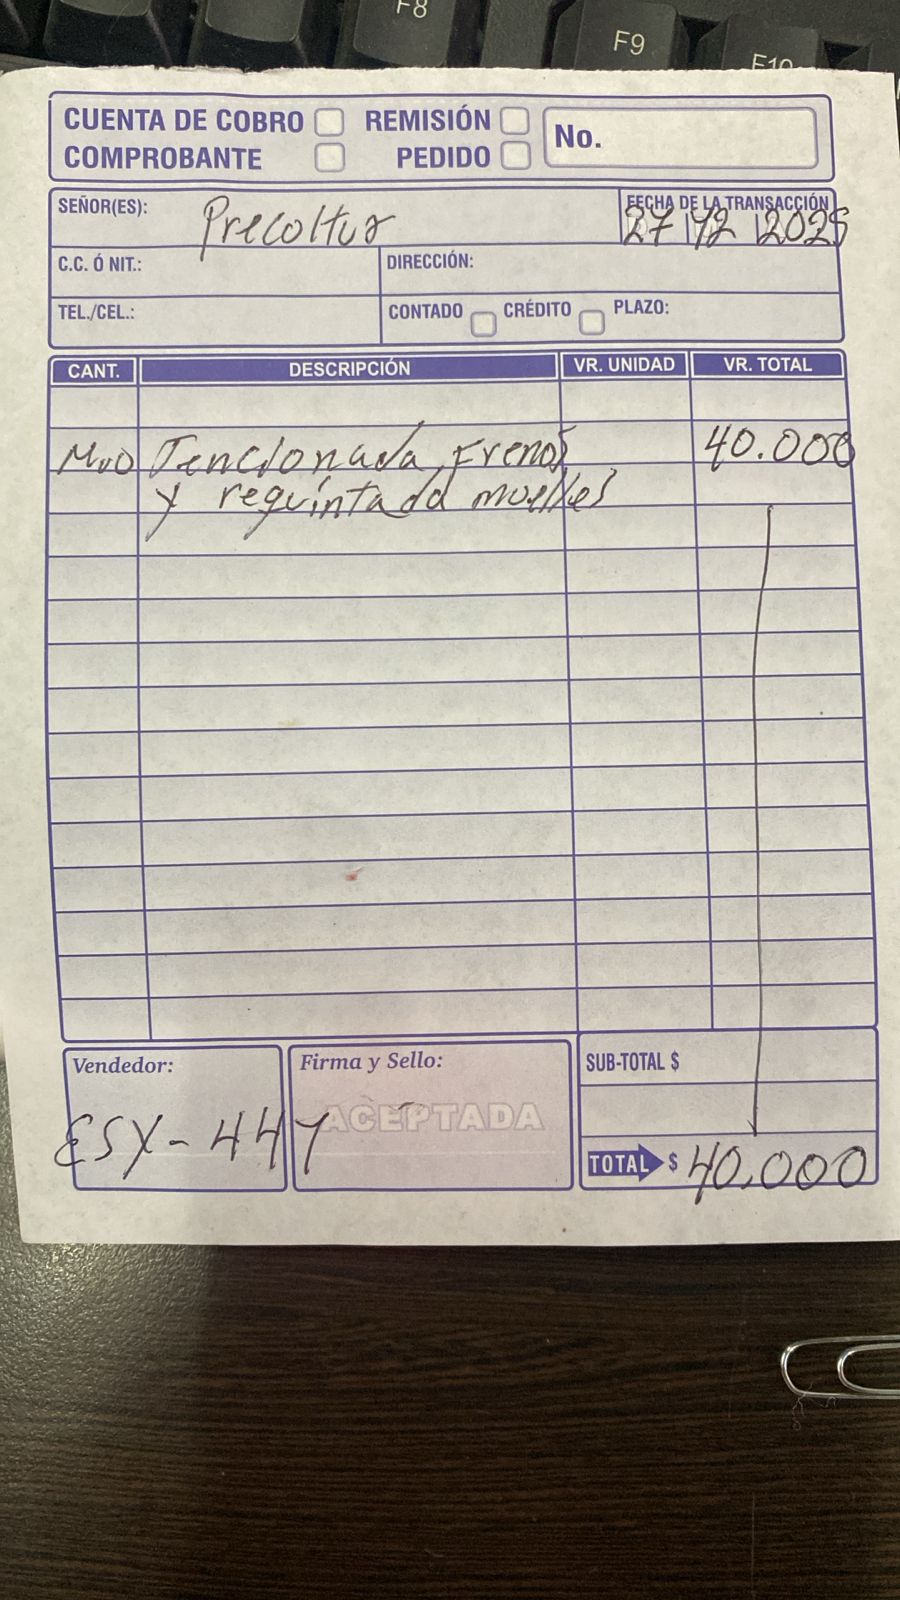 F8
F9
F10
CUENTA DE COBRO
REMISIÓN
No.
COMPROBANTE
PEDIDO
SEÑOR(ES): Precoltur
FECHA DE LA TRANSACCIÓN
27 12 2025
C.C. Ó NIT.:
DIRECCIÓN:
TEL./CEL.:
CONTADO
CRÉDITO
PLAZO:
CANT. DESCRIPCIÓN VR. UNIDAD VR. TOTAL
M.O Tencionada, Frenos 40.000
y requintada muelles
Vendedor:
Firma y Sello:
SUB-TOTAL $
ESX-447
ACEPTADA
TOTAL $ 40,000